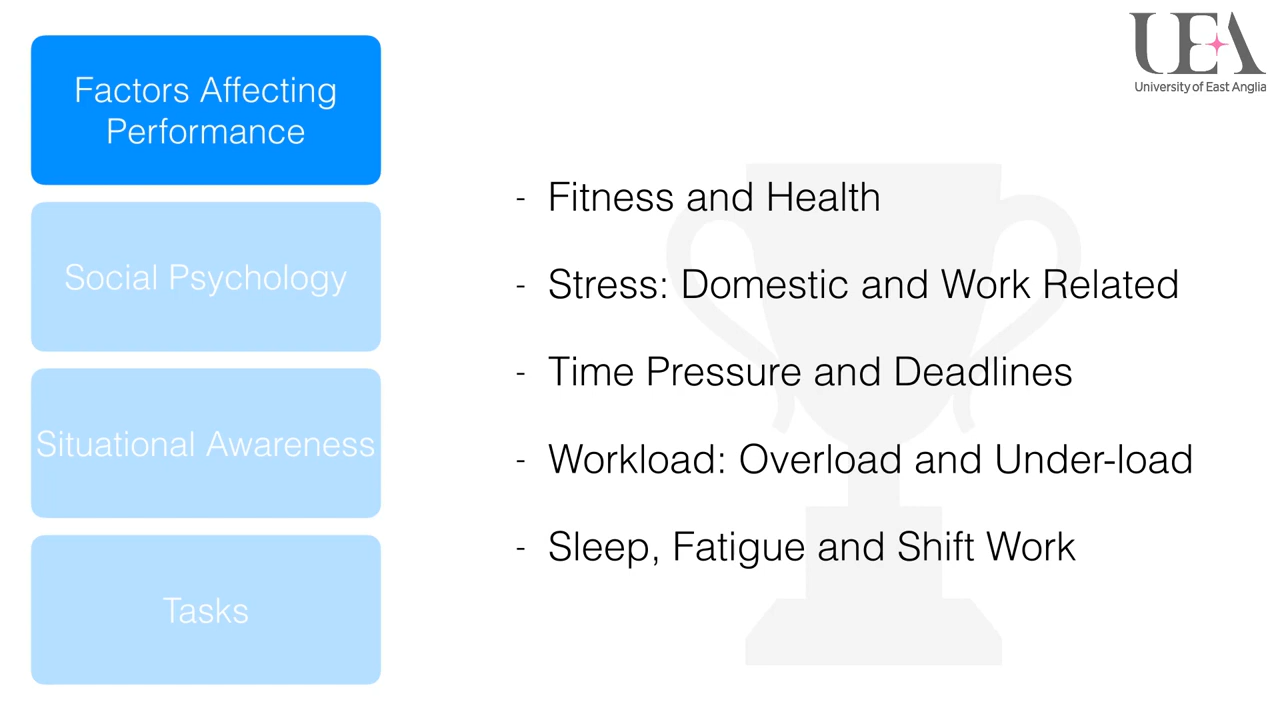 Factors Affecting
Performance
Social Psychology
Situational Awareness
Tasks
UEA
University of East Anglia
- Fitness and Health
- Stress: Domestic and Work Related
- Time Pressure and Deadlines
- Workload: Overload and Under-load
- Sleep, Fatigue and Shift Work